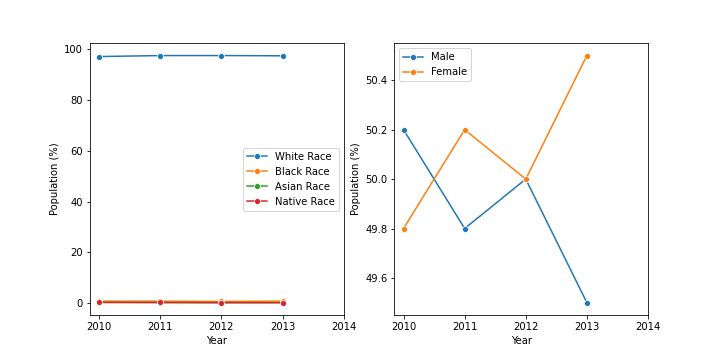 100
80
60
40
20
0
Population (%)
2010 2011 2012 2013 2014
Year
White Race
Black Race
Asian Race
Native Race
50.4
50.2
50.0
49.8
49.6
Population (%)
2010 2011 2012 2013 2014
Year
Male
Female